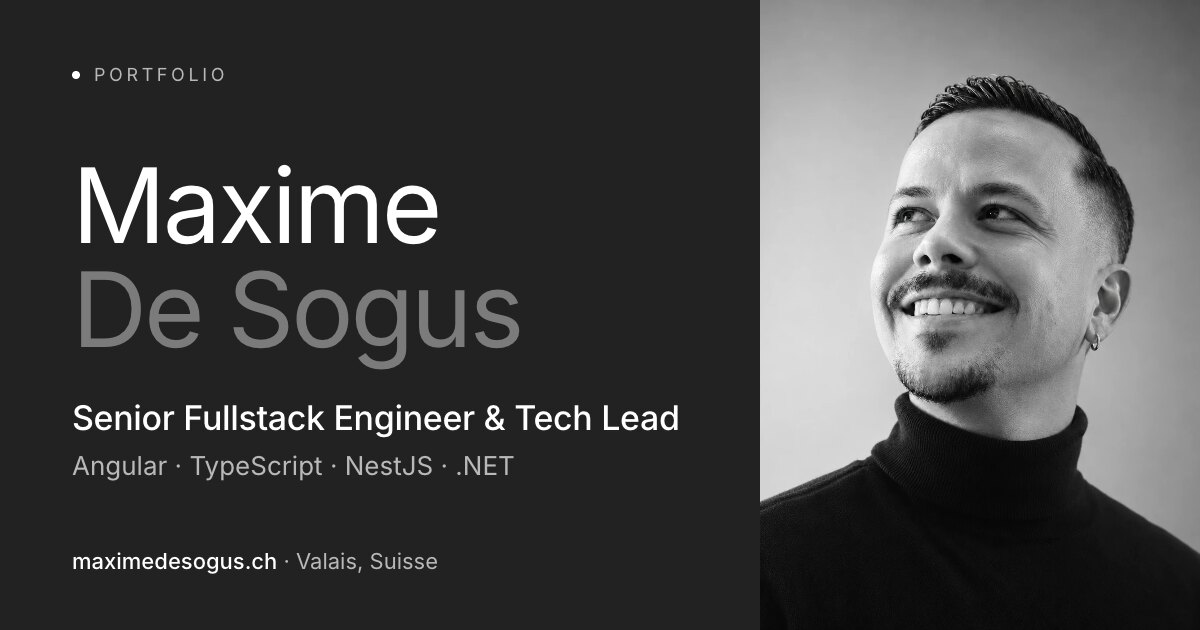 PORTFOLIO
Maxime
De Sogus
Senior Fullstack Engineer & Tech Lead
Angular · TypeScript · NestJS · .NET
maximedesogus.ch · Valais, Suisse